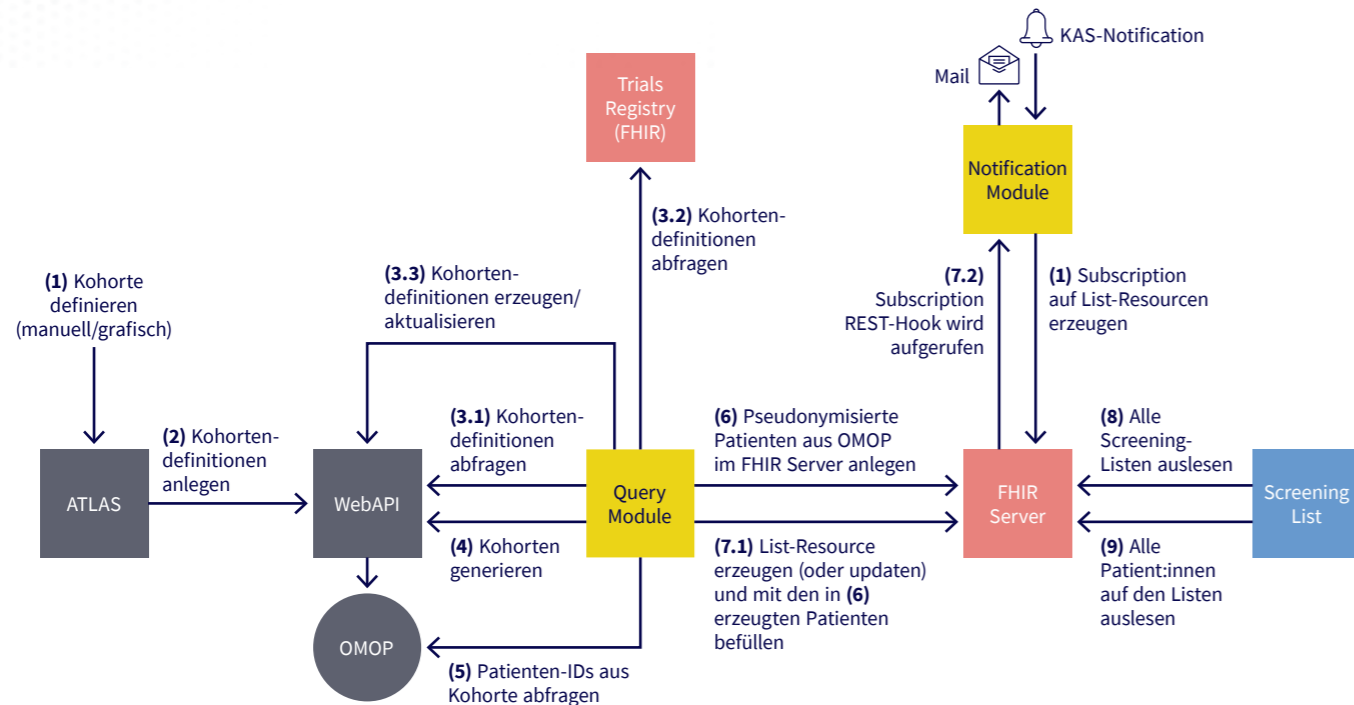 KAS-Notification
Mail
Trials
Registry
(FHIR)
Notification
Module
(3.2) Kohorten-
definitionen
abfragen
(1) Kohorte
definieren
(manuell/grafisch)
(3.3) Kohorten-
definitionen erzeugen/
aktualisieren
(7.2)
Subscription
REST-Hook wird
aufgerufen
(1) Subscription
auf List-Resourcen
erzeugen
(2) Kohorten-
definitionen
anlegen
(3.1) Kohorten-
definitionen
abfragen
(6) Pseudonymisierte
Patienten aus OMOP
im FHIR Server anlegen
(8) Alle
Screening-
Listen auslesen
ATLAS
WebAPI
Query
Module
FHIR
Server
Screening
List
(4) Kohorten
generieren
(7.1) List-Resource
erzeugen (oder updaten)
und mit den in (6)
erzeugten Patienten
befüllen
(9) Alle
Patient:innen
auf den Listen
auslesen
OMOP
(5) Patienten-IDs aus
Kohorte abfragen